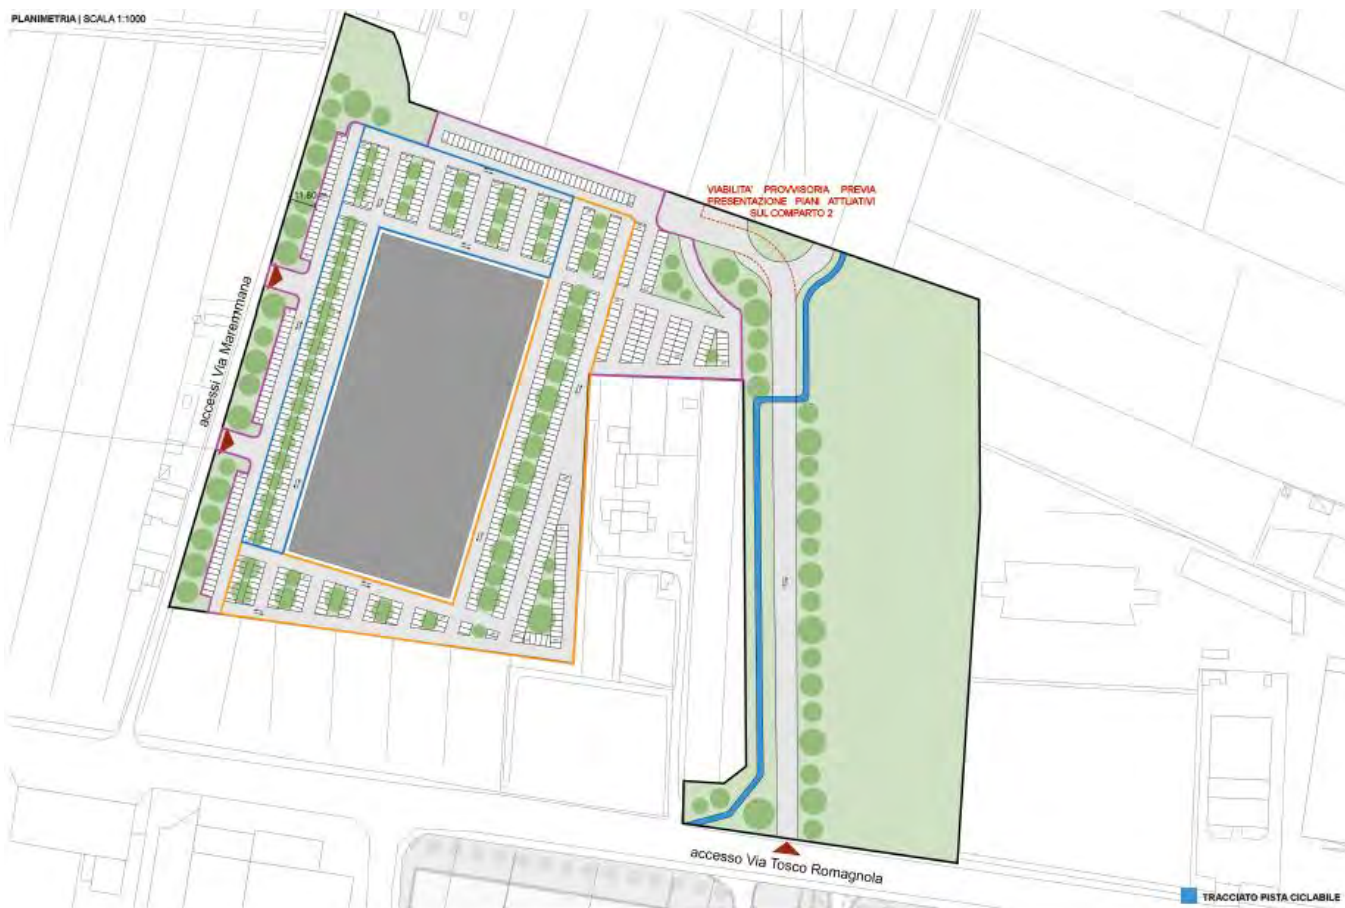 PLANIMETRIA | SCALA 1:1000
VIABILITA' PROVVISORIA PREVIA
PRESENTAZIONE PIANI ATTUATIVI
SUL COMPARTO 2
11.60
accessi Via Maremmana
accesso Via Tosco Romagnola
TRACCIATO PISTA CICLABILE